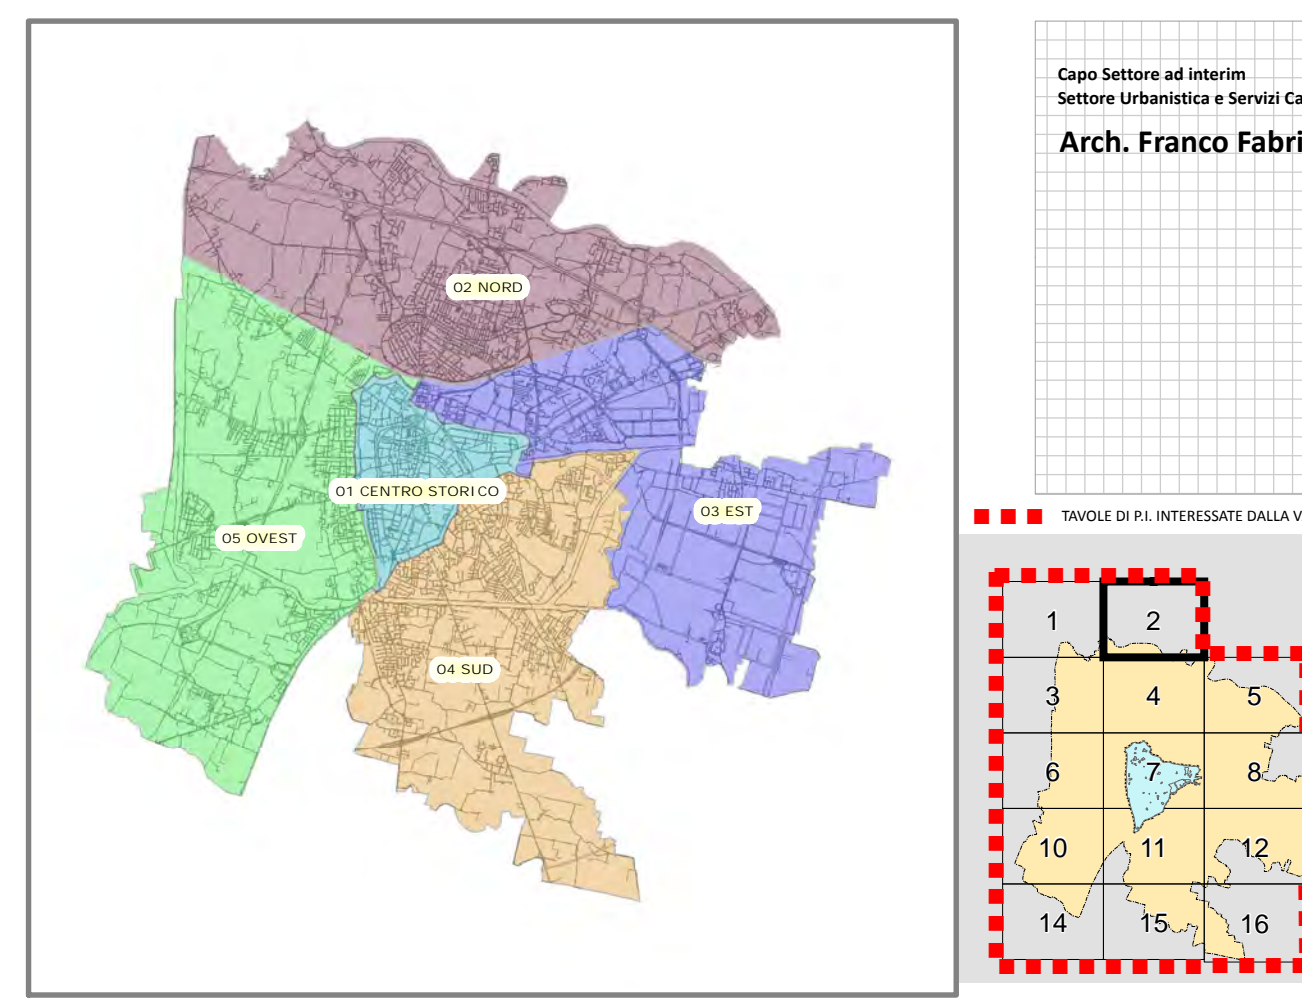 02 NORD
01 CENTRO STORICO
03 EST
05 OVEST
04 SUD
Capo Settore ad interim
Settore Urbanistica e Servizi Ca
Arch. Franco Fabri
TAVOLE DI P.I. INTERESSATE DALLA V
1 2
3 4 5
6 7 8
10 11 12
14 15 16